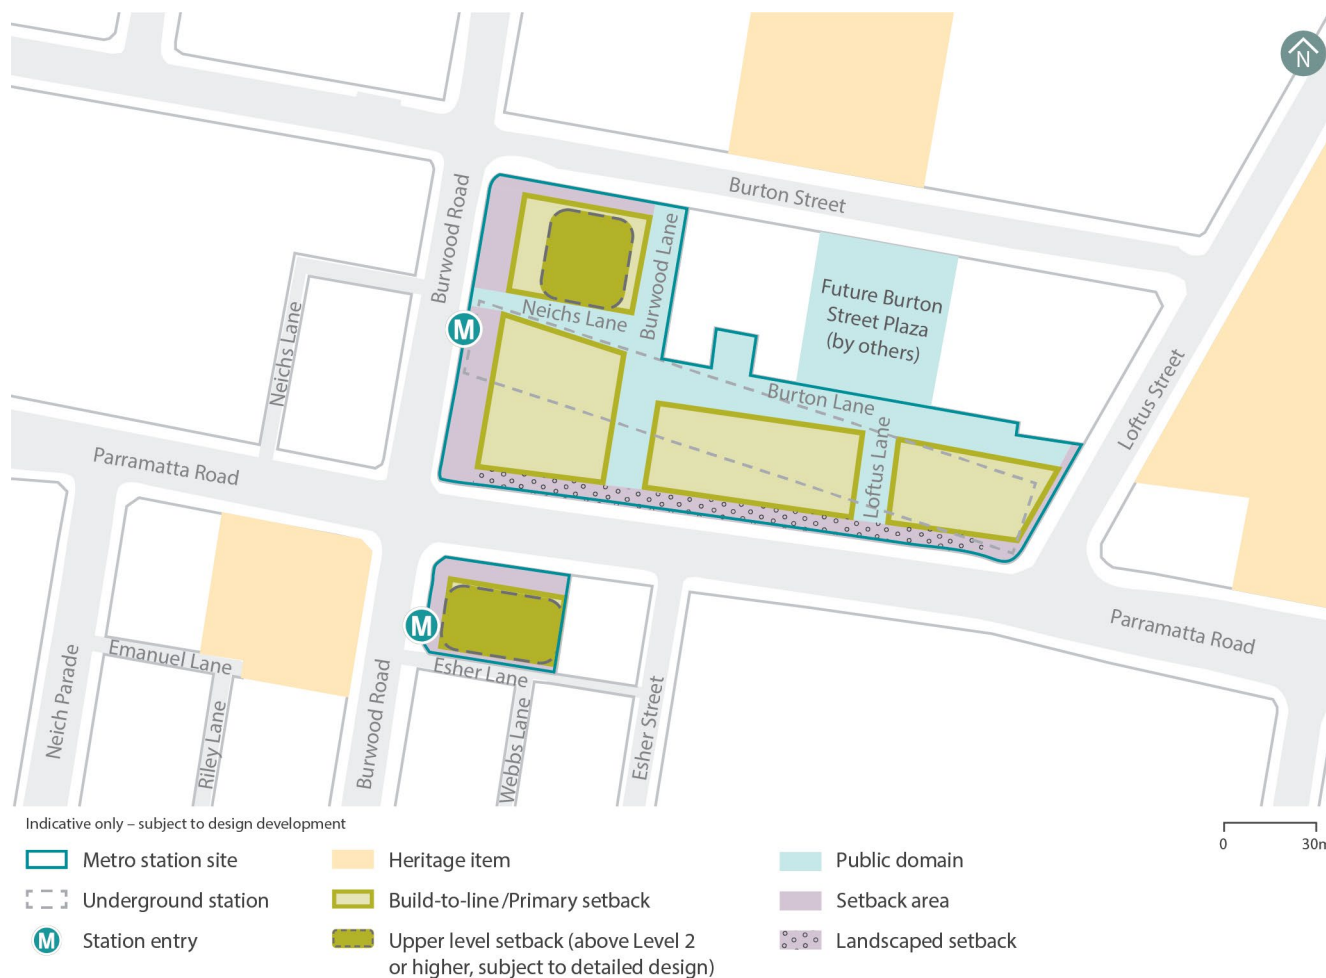 N
Burton Street
Burwood Road
Burwood Lane
Neichs Lane
Future Burton
Street Plaza
(by others)
M
Neichs Lane
Burton Lane
Loftus Street
Loftus Lane
Parramatta Road
M
Parramatta Road
Emanuel Lane
Esher Lane
Neich Parade
Riley Lane
Burwood Road
Webbs Lane
Esher Street
Indicative only – subject to design development
0 30m
Metro station site
Heritage item
Public domain
Underground station
Build-to-line/Primary setback
Setback area
M
Station entry
Upper level setback (above Level 2
or higher, subject to detailed design)
Landscaped setback